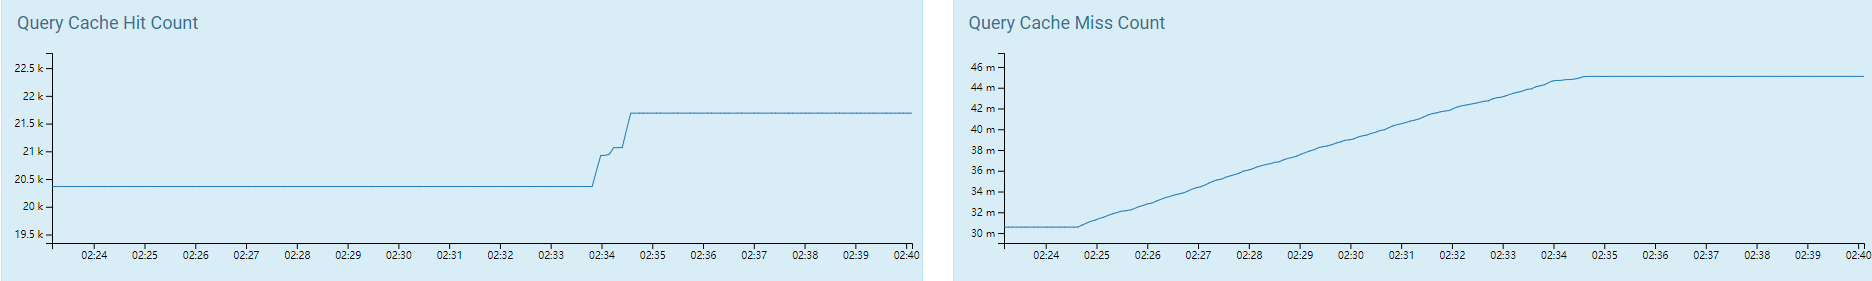 Query Cache Hit Count
22.5 k
22 k
21.5 k
21 k
20.5 k
20 k
19.5 k
02:24 02:25 02:26 02:27 02:28 02:29 02:30 02:31 02:32 02:33 02:34 02:35 02:36 02:37 02:38 02:39 02:40
Query Cache Miss Count
46 m
44 m
42 m
40 m
38 m
36 m
34 m
32 m
30 m
02:24 02:25 02:26 02:27 02:28 02:29 02:30 02:31 02:32 02:33 02:34 02:35 02:36 02:37 02:38 02:39 02:40